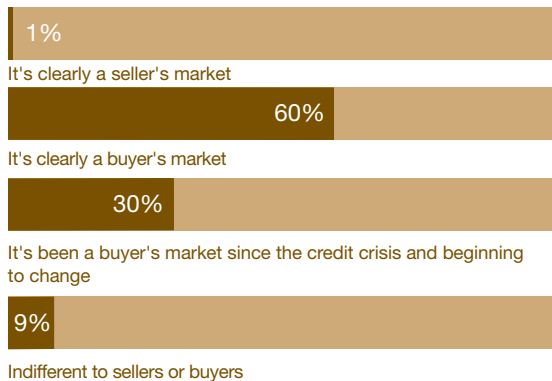 1%
It's clearly a seller's market
60%
It's clearly a buyer's market
30%
It's been a buyer's market since the credit crisis and beginning
to change
9%
Indifferent to sellers or buyers